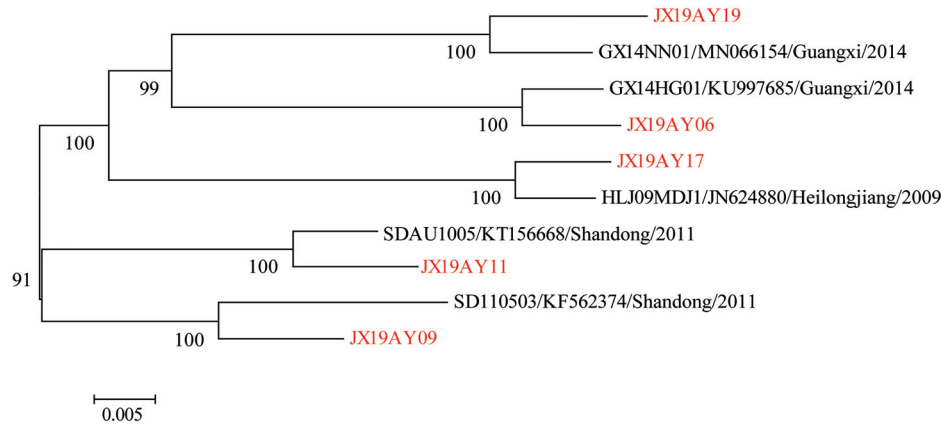 JX19AY19
100
GX14NN01/MN066154/Guangxi/2014
99
GX14HG01/KU997685/Guangxi/2014
100
JX19AY06
100
JX19AY17
100
HLJ09MDJ1/JN624880/Heilongjiang/2009
SDAU1005/KT156668/Shandong/2011
100
JX19AY11
91
SD110503/KF562374/Shandong/2011
100
JX19AY09
0.005